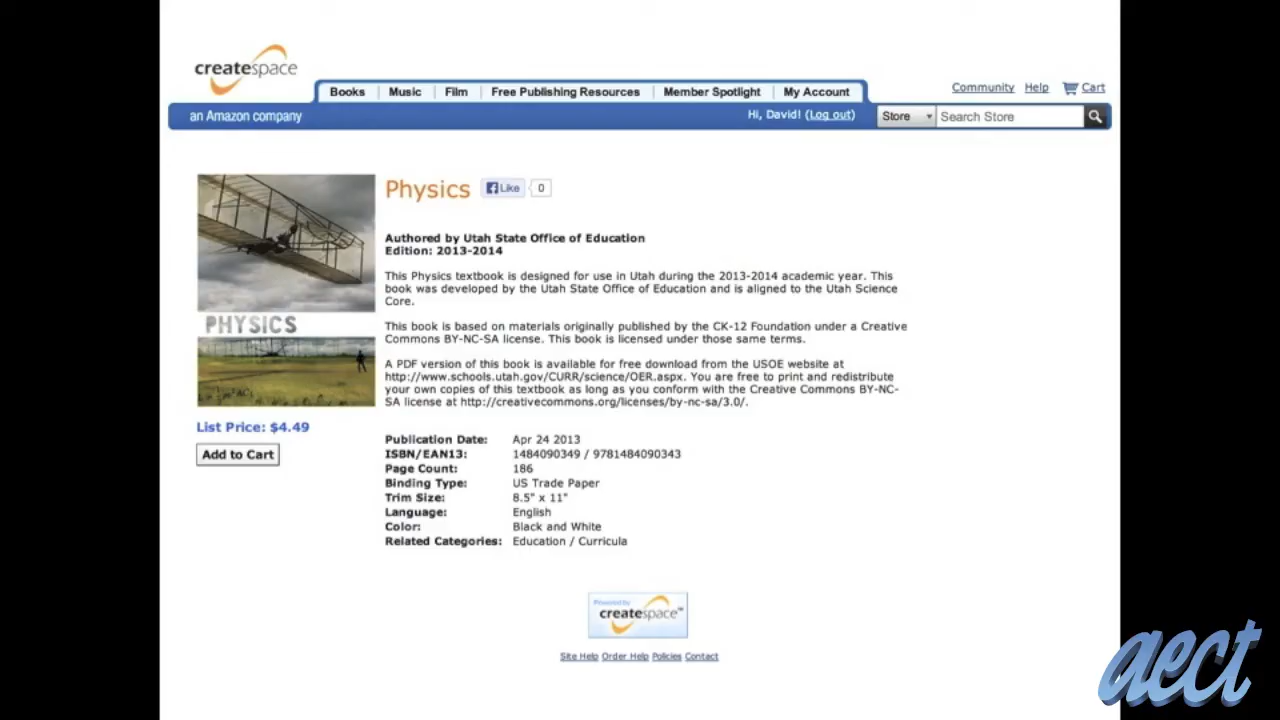 createspace
Books
Music
Film
Free Publishing Resources
Member Spotlight
My Account
Community
Help
Cart
an Amazon company
Hi, David! (Log out)
Store
Search Store
PHYSICS
Physics
Like
0
Authored by Utah State Office of Education
Edition: 2013-2014
This Physics textbook is designed for use in Utah during the 2013-2014 academic year. This
book was developed by the Utah State Office of Education and is aligned to the Utah Science
Core.
This book is based on materials originally published by the CK-12 Foundation under a Creative
Commons BY-NC-SA license. This book is licensed under those same terms.
A PDF version of this book is available for free download from the USOE website at
http://www.schools.utah.gov/CURR/science/OER.aspx. You are free to print and redistribute
your own copies of this textbook as long as you conform with the Creative Commons BY-NC-
SA license at http://creativecommons.org/licenses/by-nc-sa/3.0/.
List Price: $4.49
Add to Cart
Publication Date: Apr 24 2013
ISBN/EAN13: 1484090349 / 9781484090343
Page Count: 186
Binding Type: US Trade Paper
Trim Size: 8.5" x 11"
Language: English
Color: Black and White
Related Categories: Education / Curricula
Powered by
createspace™
Site Help Order Help Policies Contact
aect